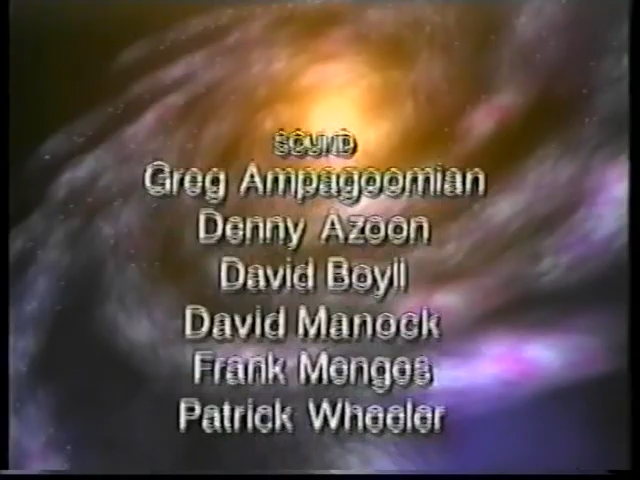 SOUND
Greg Ampagoomian
Denny Azoon
David Boyll
David Manock
Frank Menges
Patrick Wheeler